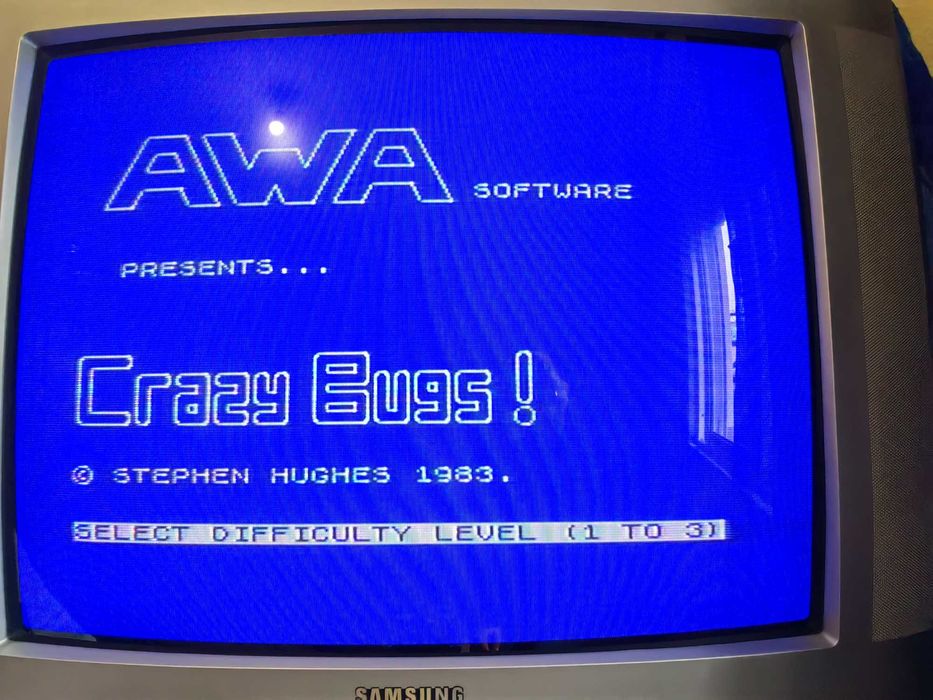 AWA SOFTWARE
PRESENTS...
Crazy Bugs!
© STEPHEN HUGHES 1983.
SELECT DIFFICULTY LEVEL (1 TO 3)
SAMSUNG